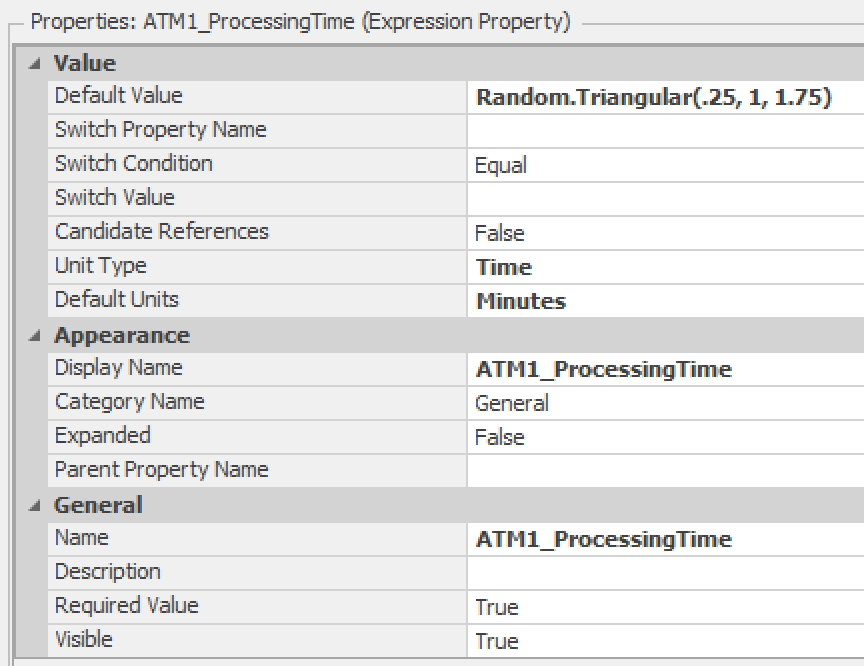 Properties: ATM1_ProcessingTime (Expression Property)
Value
Default Value Random.Triangular(.25, 1, 1.75)
Switch Property Name
Switch Condition Equal
Switch Value
Candidate References False
Unit Type Time
Default Units Minutes
Appearance
Display Name ATM1_ProcessingTime
Category Name General
Expanded False
Parent Property Name
General
Name ATM1_ProcessingTime
Description
Required Value True
Visible True